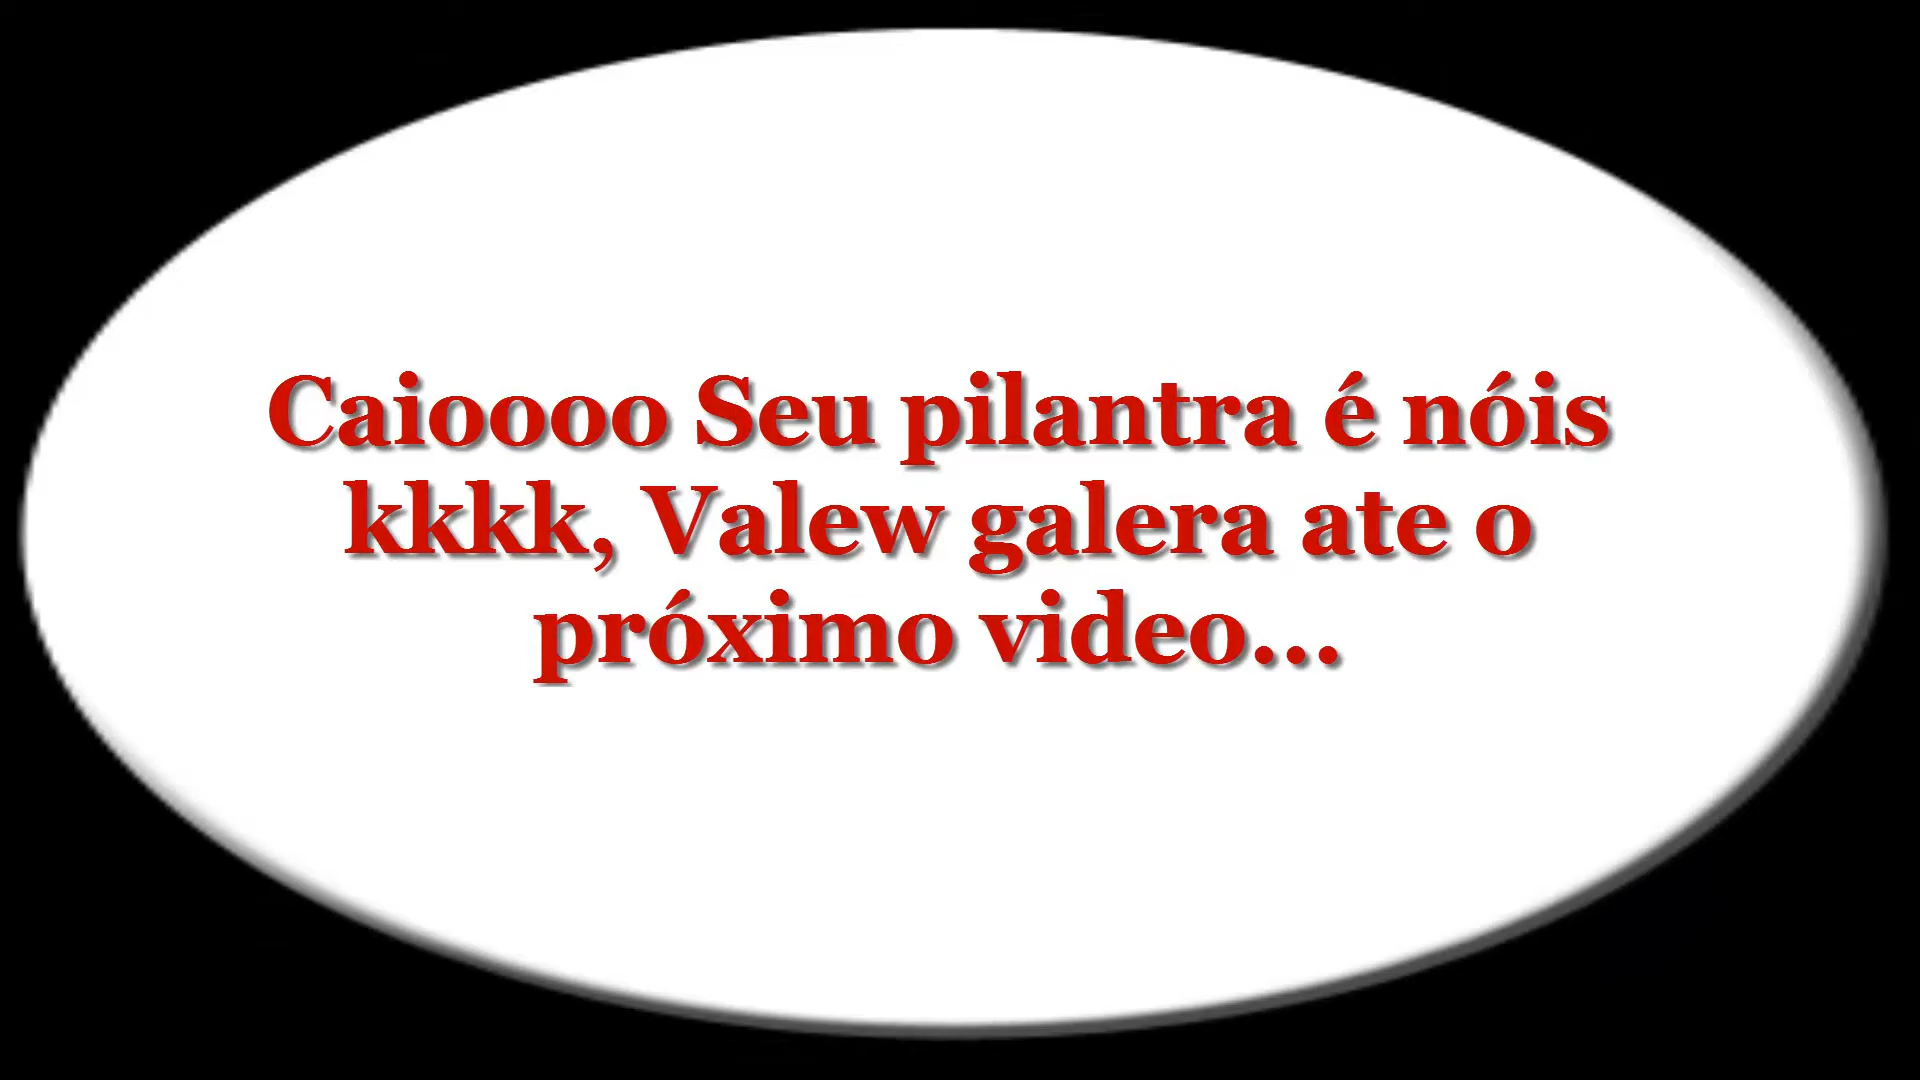 Caioooo Seu pilantra é nóis
kkkk, Valew galera ate o
próximo video...